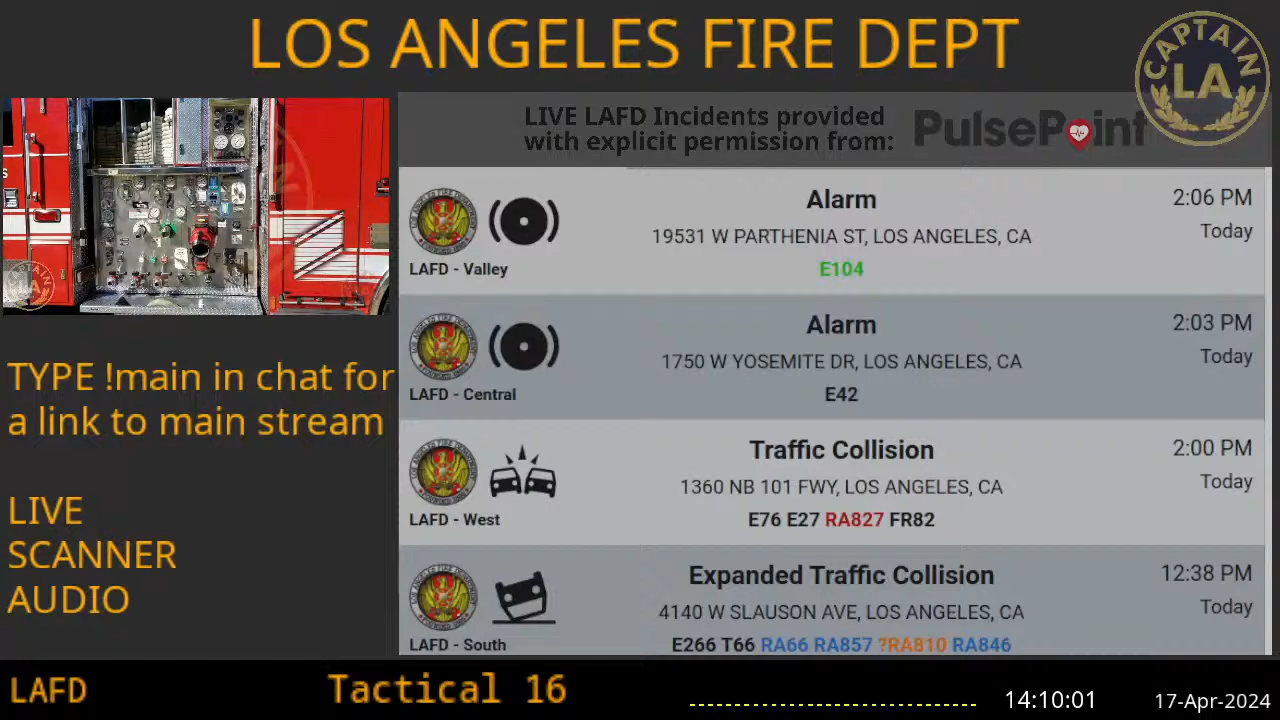 LOS ANGELES FIRE DEPT
CAPTAIN
LA
LIVE LAFD Incidents provided
with explicit permission from:
PulsePoint
Alarm
2:06 PM
19531 W PARTHENIA ST, LOS ANGELES, CA
Today
LAFD - Valley
E104
Alarm
2:03 PM
1750 W YOSEMITE DR, LOS ANGELES, CA
Today
LAFD - Central
E42
Traffic Collision
2:00 PM
1360 NB 101 FWY, LOS ANGELES, CA
Today
LAFD - West
E76 E27 RA827 FR82
Expanded Traffic Collision
12:38 PM
4140 W SLAUSON AVE, LOS ANGELES, CA
Today
LAFD - South
E266 T66 RA66 RA857 ?RA810 RA846
TYPE !main in chat for
a link to main stream
LIVE
SCANNER
AUDIO
LAFD
Tactical 16
14:10:01
17-Apr-2024